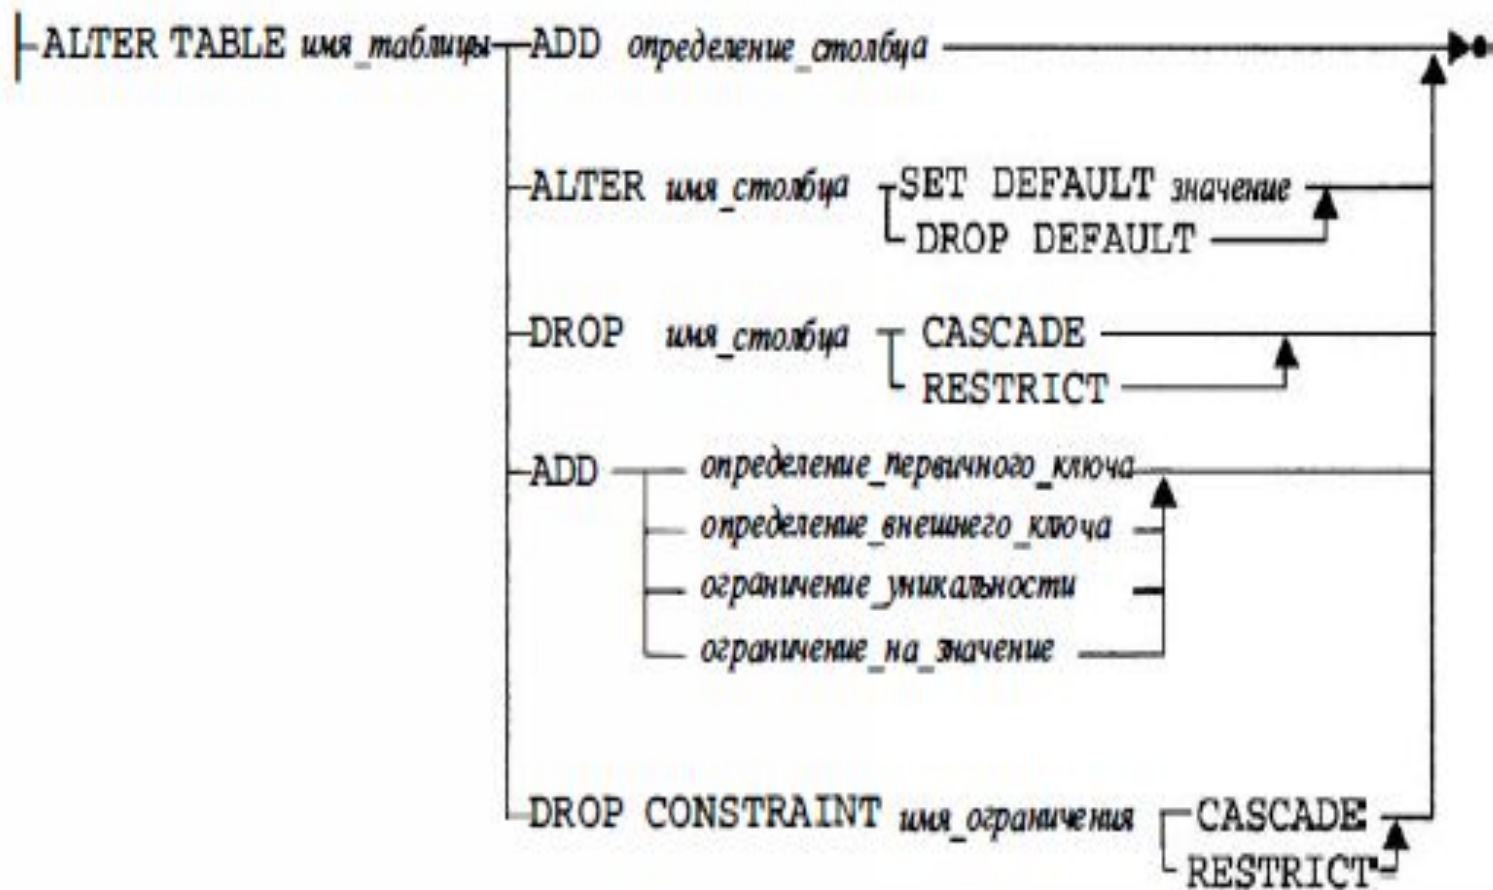 ALTER TABLE имя_таблицы ADD определение_столбца
ALTER имя_столбца SET DEFAULT значение
DROP DEFAULT
DROP имя_столбца CASCADE
RESTRICT
ADD определение_первичного_ключа
определение_внешнего_ключа
ограничение_уникальности
ограничение_на_значение
DROP CONSTRAINT имя_ограничения CASCADE
RESTRICT